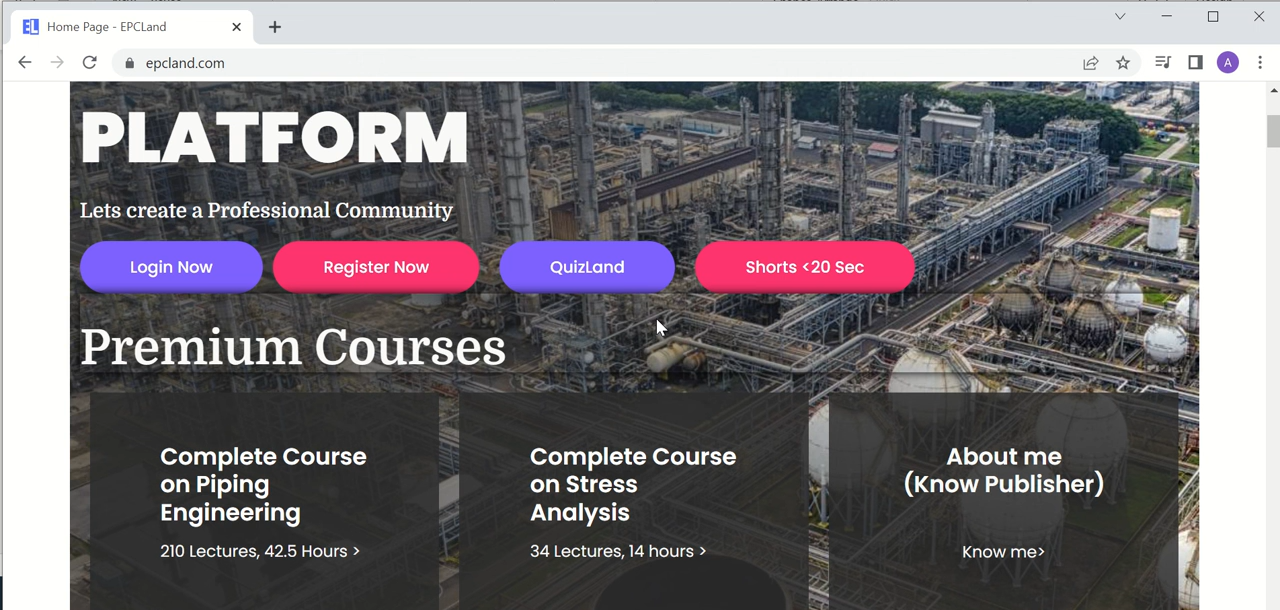 Home Page - EPCLand
epcland.com
A
PLATFORM
Lets create a Professional Community
Login Now
Register Now
QuizLand
Shorts <20 Sec
Premium Courses
Complete Course
on Piping
Engineering
210 Lectures, 42.5 Hours >
Complete Course
on Stress
Analysis
34 Lectures, 14 hours >
About me
(Know Publisher)
Know me>